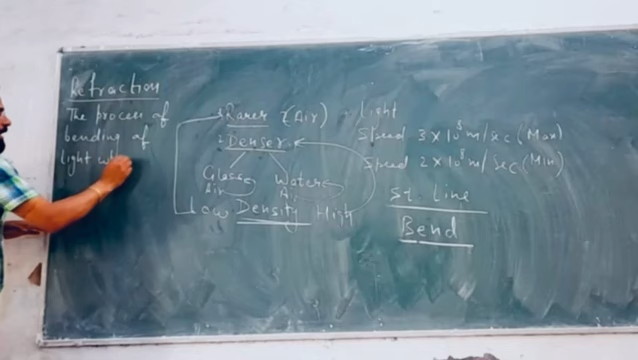 Refraction
The process of
bending of
light wh
Rarer (Air)
Denser
Glass Water
Air Air
Low Density High
Light
Speed 3×10⁸ m/sec (Max)
Speed 2×10⁸ m/sec (Min)
St. line
Bend